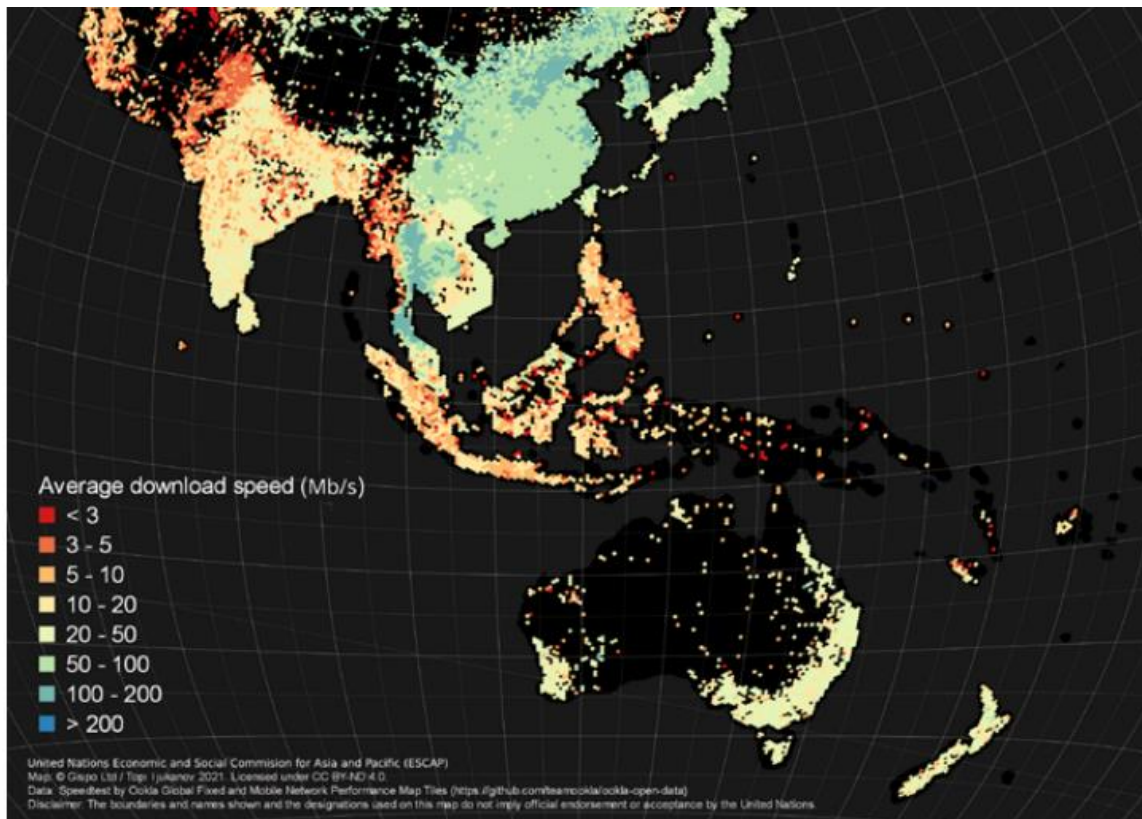 Average download speed (Mb/s)
< 3
3 - 5
5 - 10
10 - 20
20 - 50
50 - 100
100 - 200
> 200
United Nations Economic and Social Commision for Asia and Pacific (ESCAP)
Map: © Gispo Ltd / Topi Tjukanov 2021. Licensed under CC BY-ND 4.0.
Data: Speedtest by Ookla Global Fixed and Mobile Network Performance Map Tiles (https://github.com/teamookla/ookla-open-data)
Disclaimer: The boundaries and names shown and the designations used on this map do not imply official endorsement or acceptance by the United Nations.